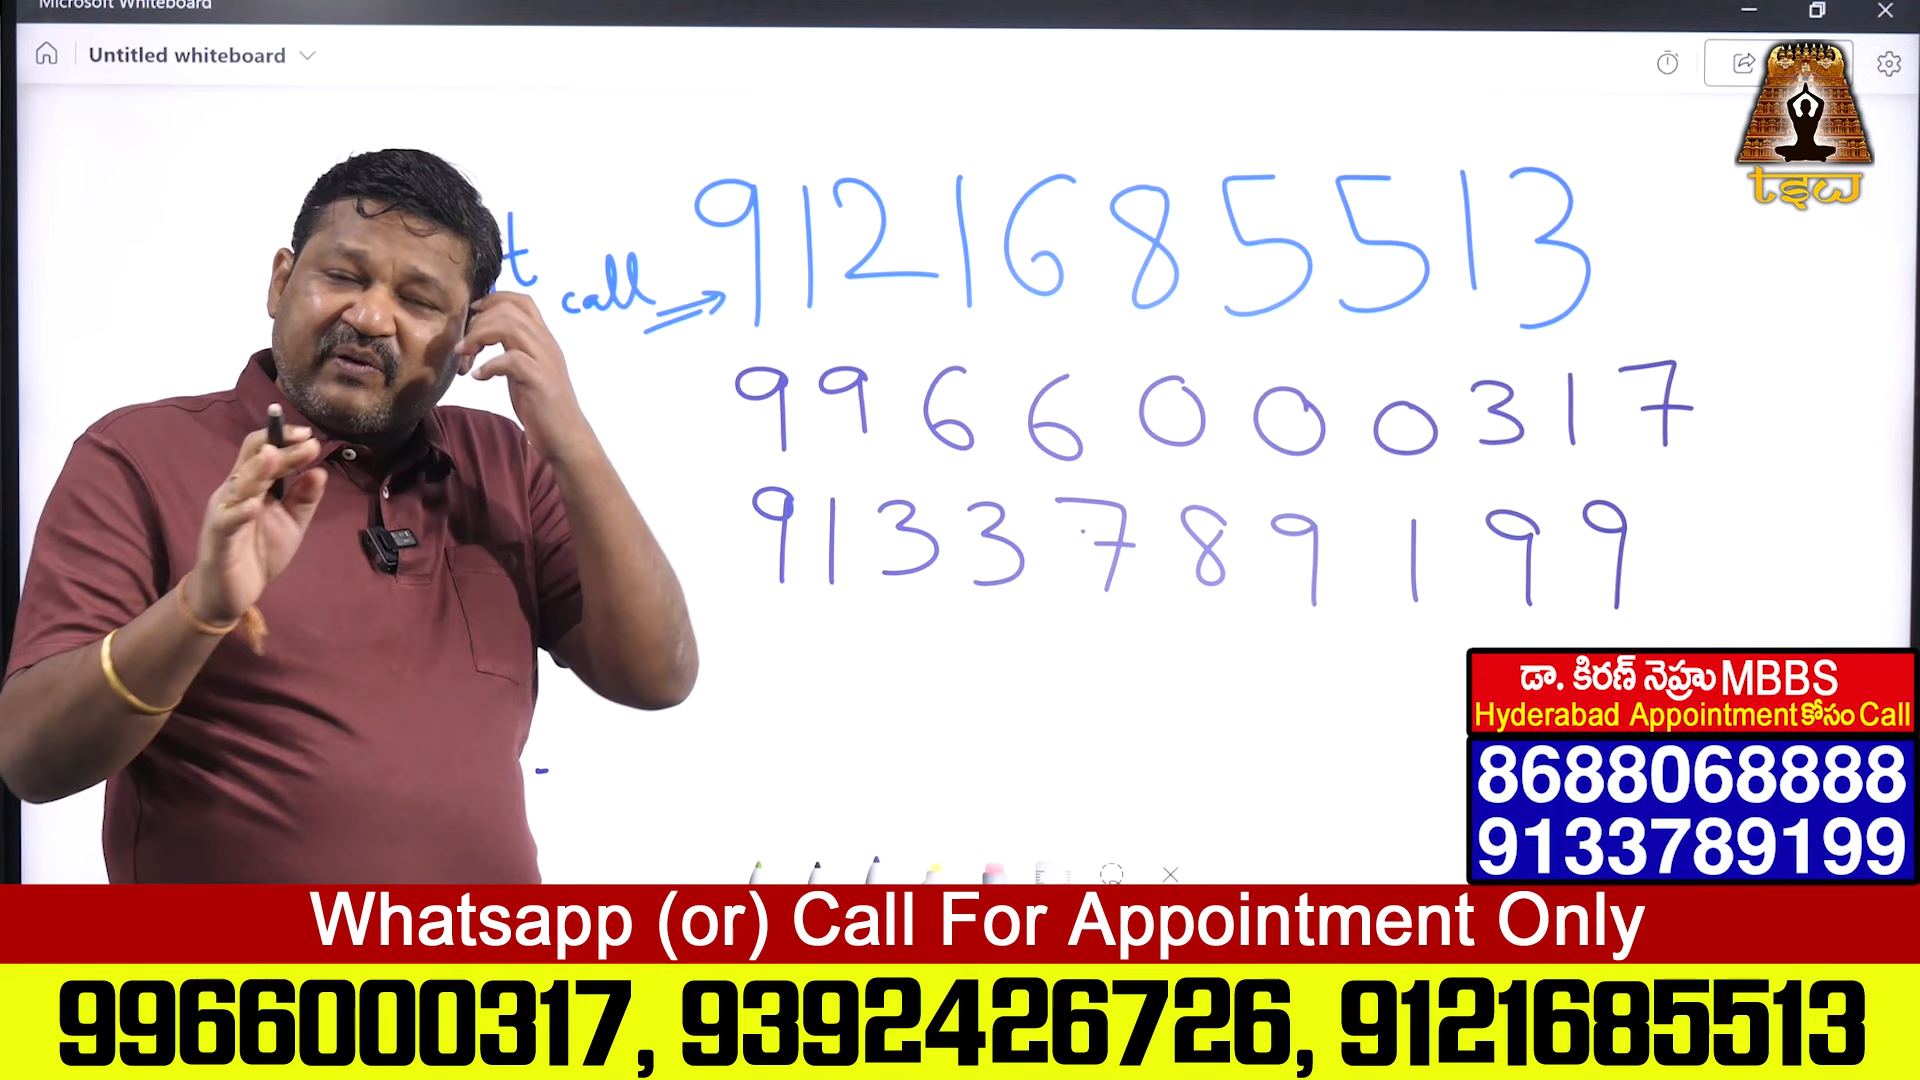 Microsoft Whiteboard
Untitled whiteboard
tsw
call 9121685513
9966000317
9133789199
డా. కిరణ్ నెహ్రు MBBS
Hyderabad Appointment కోసం Call
8688068888
9133789199
Whatsapp (or) Call For Appointment Only
9966000317, 9392426726, 9121685513